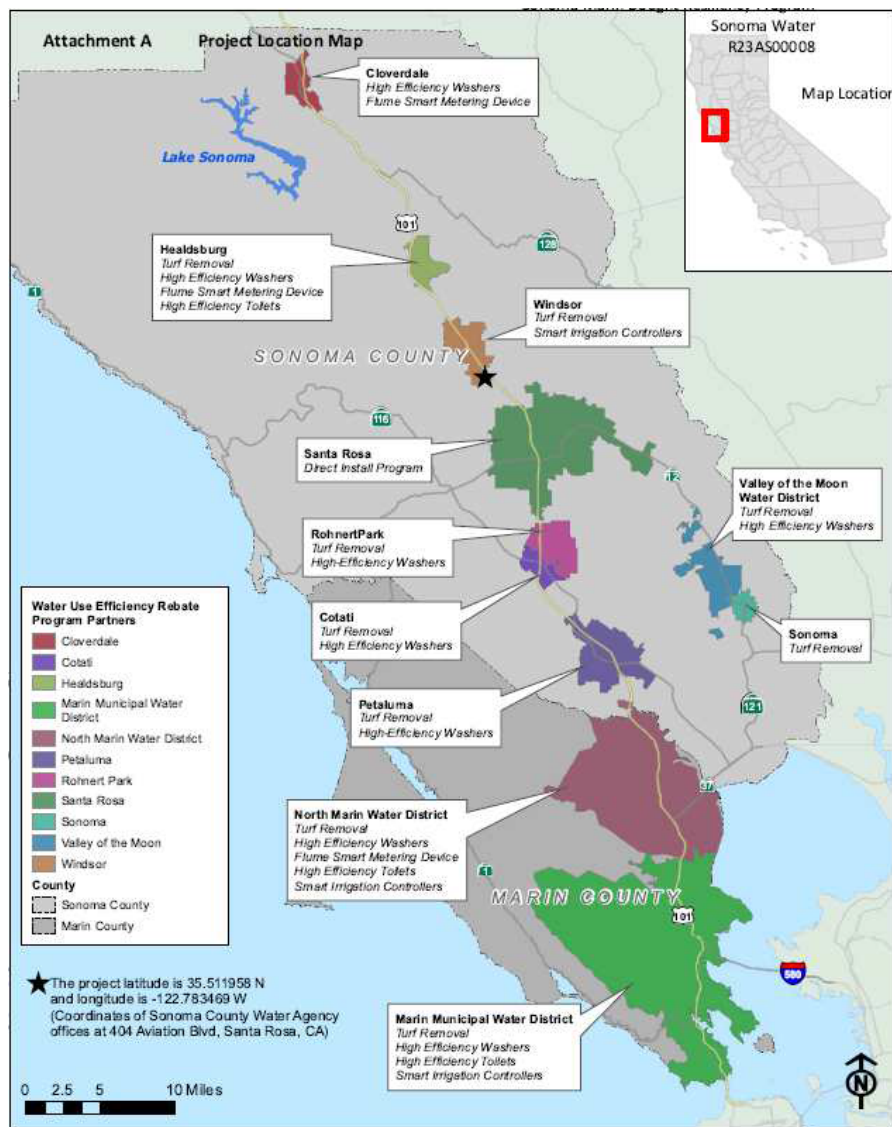 Attachment A Project Location Map
Sonoma Water
R23AS00008
Map Location
Cloverdale
High Efficiency Washers
Flume Smart Metering Device
Lake Sonoma
101
128
Healdsburg
Turf Removal
High Efficiency Washers
Flume Smart Metering Device
High Efficiency Toilets
1
Windsor
Turf Removal
Smart Irrigation Controllers
SONOMA COUNTY
116
Santa Rosa
Direct Install Program
12
Valley of the Moon
Water District
Turf Removal
High Efficiency Washers
RohnertPark
Turf Removal
High-Efficiency Washers
Cotati
Turf Removal
High Efficiency Washers
Sonoma
Turf Removal
Petaluma
Turf Removal
High-Efficiency Washers
121
37
Water Use Efficiency Rebate
Program Partners
Cloverdale
Cotati
Healdsburg
Marin Municipal Water
District
North Marin Water District
Petaluma
Rohnert Park
Santa Rosa
Sonoma
Valley of the Moon
Windsor
County
Sonoma County
Marin County
North Marin Water District
Turf Removal
High Efficiency Washers
Flume Smart Metering Device
High Efficiency Toilets
Smart Irrigation Controllers
1
MARIN COUNTY
101
580
The project latitude is 35.511958 N
and longitude is -122.783469 W
(Coordinates of Sonoma County Water Agency
offices at 404 Aviation Blvd, Santa Rosa, CA)
Marin Municipal Water District
Turf Removal
High Efficiency Washers
High Efficiency Toilets
Smart Irrigation Controllers
0 2.5 5 10 Miles
N